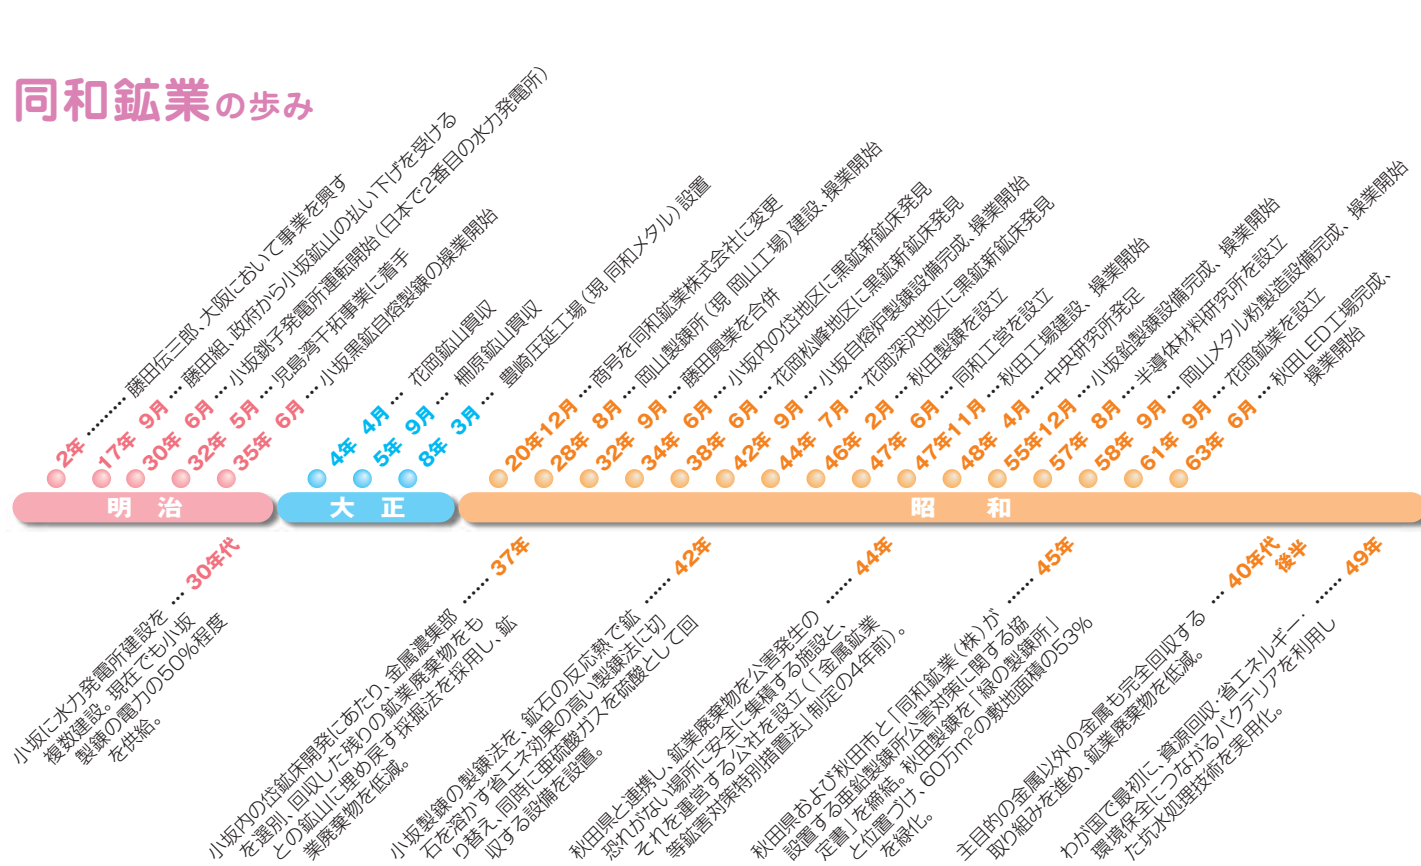 同和鉱業の歩み
2年 ……… 藤田伝三郎、大阪において事業を興す
17年 9月 … 藤田組、政府から小坂鉱山の払い下げを受ける
30年 6月 … 小坂銚子発電所運転開始（日本で2番目の水力発電所）
32年 5月 … 児島湾干拓事業に着手
35年 6月 … 小坂黒鉱自熔製錬の操業開始
4年 4月 … 花岡鉱山買収
5年 9月 … 柵原鉱山買収
8年 3月 … 豊崎圧延工場（現 同和メタル）設置
20年12月 … 商号を同和鉱業株式会社に変更
28年 8月 … 岡山製錬所（現 岡山工場）建設、操業開始
32年 9月 … 藤田興業を合併
34年 6月 … 小坂内の岱地区に黒鉱新鉱床発見
38年 6月 … 花岡松峰地区に黒鉱新鉱床発見
42年 9月 … 小坂自熔炉製錬設備完成、操業開始
44年 7月 … 花岡深沢地区に黒鉱新鉱床発見
46年 2月 … 秋田製錬を設立
47年 6月 … 同和工営を設立
47年11月 … 秋田工場建設、操業開始
48年 4月 … 中央研究所発足
55年12月 … 小坂鉛製錬設備完成、操業開始
57年 8月 … 半導体材料研究所を設立
58年 9月 … 岡山メタル粉製造設備完成、操業開始
61年 9月 … 花岡鉱業を設立
63年 6月 … 秋田LED工場完成、
操業開始
明 治
大 正
昭 和
30年代 …
小坂に水力発電所建設を
複数建設。現在でも小坂
製錬の電力の50％程度
を供給。
37年 ……
小坂内の岱鉱床開発にあたり、金属濃集部
を選別、回収した残りの鉱業廃棄物をも
との鉱山に埋め戻す採掘法を採用し、鉱
業廃棄物を低減。
42年 ……
小坂製錬の製錬法を、鉱石の反応熱で鉱
石を溶かす省エネ効果の高い製錬法に切
り替え、同時に亜硫酸ガスを硫酸として回
収する設備を設置。
44年 ……
秋田県と連携し、鉱業廃棄物を公害発生の
恐れがない場所に安全に集積する施設と、
それを運営する公社を設立（「金属鉱業
等鉱害対策特別措置法」制定の4年前）。
45年 ……
秋田県および秋田市と「同和鉱業（株）が
設置する亜鉛製錬所公害対策に関する協
定書」を締結。秋田製錬を「緑の製錬所」
と位置づけ、60万m²の敷地面積の53％
を緑化。
40年代
後半 …
主目的の金属以外の金属も完全回収する
取り組みを進め、鉱業廃棄物を低減。
49年 ……
わが国で最初に、資源回収・省エネルギー・
環境保全につながるバクテリアを利用し
た坑水処理技術を実用化。